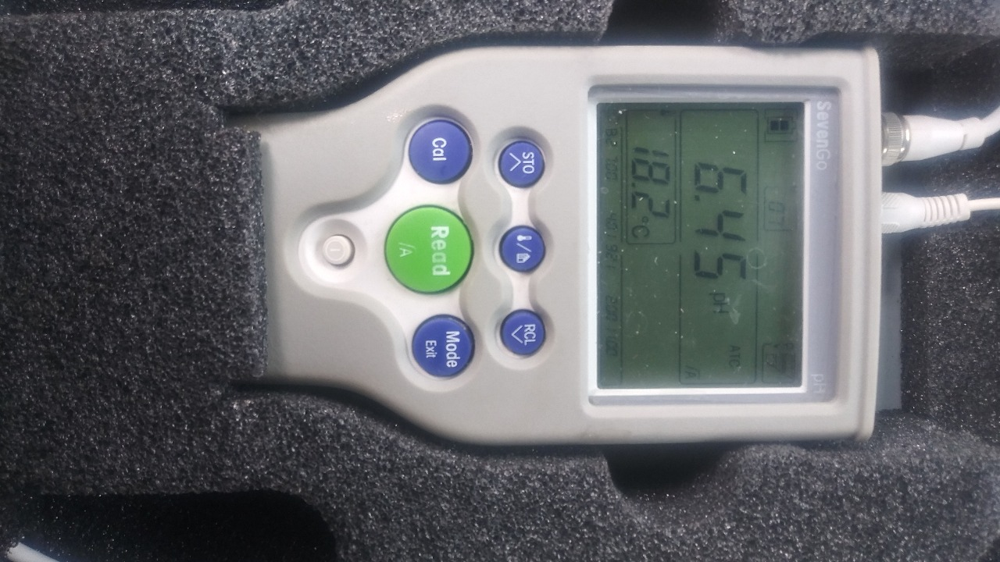 SevenGo
pH
6.45 pH
ATC
/A
18.2°C
STO
RCL
Cal
Read
/A
Mode
Exit